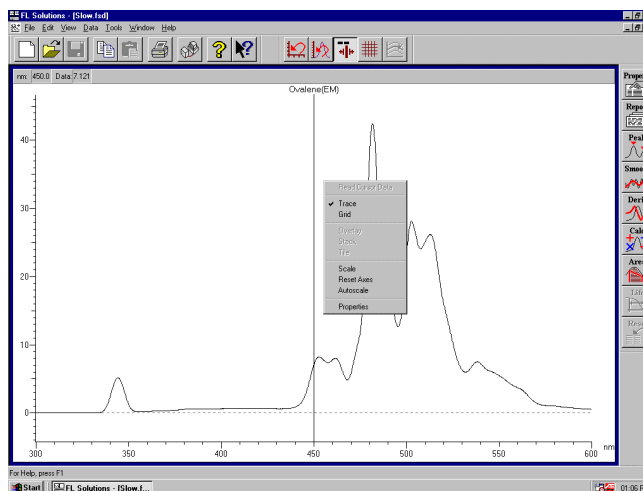 FL Solutions - [Slow.fsd]
File Edit View Data Tools Window Help
nm: 450.0 Data: 7.121
Ovalene(EM)
40
30
20
10
0
300 350 400 450 500 550 600
nm
Read Cursor Data
Trace
Grid
Overlay
Stack
Tile
Scale
Reset Axes
Autoscale
Properties
Proper
Repo
Peak
Smoo
Deri
Calc
Area
Life
Res
For Help, press F1
Start FL Solutions - [Slow.f... 01:06 P